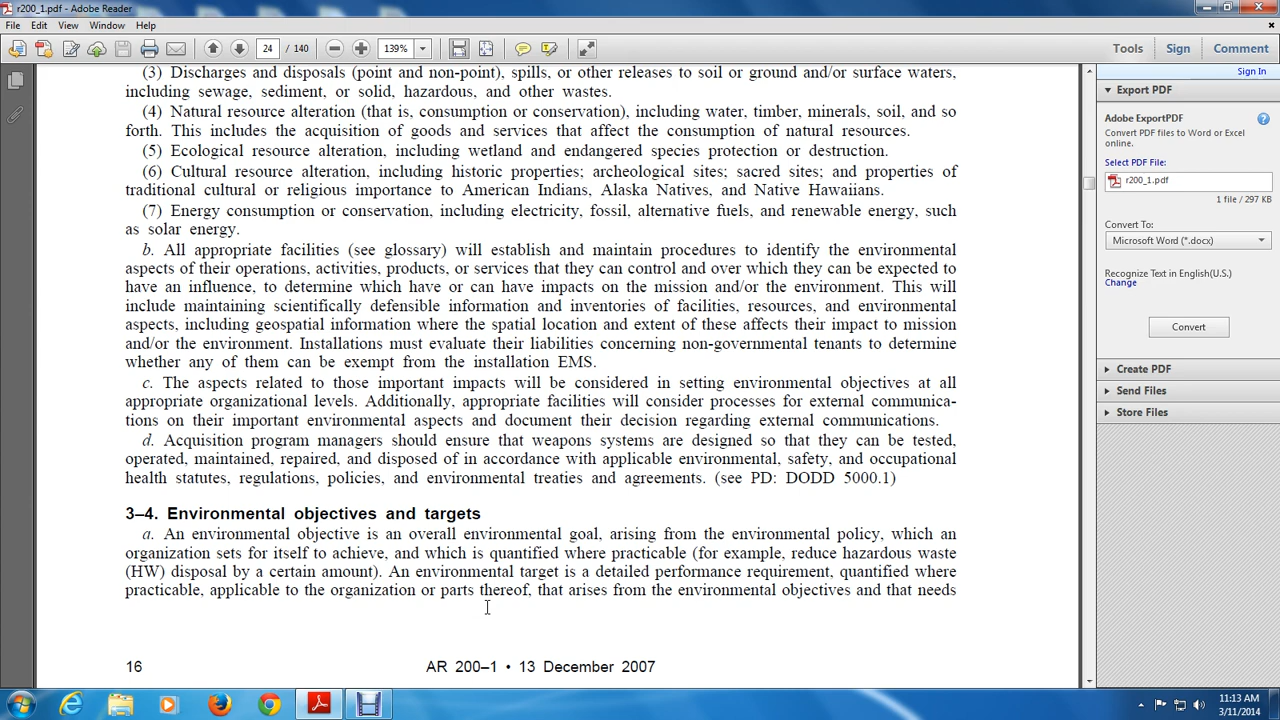 r200_1.pdf - Adobe Reader
File Edit View Window Help
24 / 140 139% Tools Sign Comment
(3) Discharges and disposals (point and non-point), spills, or other releases to soil or ground and/or surface waters,
including sewage, sediment, or solid, hazardous, and other wastes.
(4) Natural resource alteration (that is, consumption or conservation), including water, timber, minerals, soil, and so
forth. This includes the acquisition of goods and services that affect the consumption of natural resources.
(5) Ecological resource alteration, including wetland and endangered species protection or destruction.
(6) Cultural resource alteration, including historic properties; archeological sites; sacred sites; and properties of
traditional cultural or religious importance to American Indians, Alaska Natives, and Native Hawaiians.
(7) Energy consumption or conservation, including electricity, fossil, alternative fuels, and renewable energy, such
as solar energy.
b. All appropriate facilities (see glossary) will establish and maintain procedures to identify the environmental
aspects of their operations, activities, products, or services that they can control and over which they can be expected to
have an influence, to determine which have or can have impacts on the mission and/or the environment. This will
include maintaining scientifically defensible information and inventories of facilities, resources, and environmental
aspects, including geospatial information where the spatial location and extent of these affects their impact to mission
and/or the environment. Installations must evaluate their liabilities concerning non-governmental tenants to determine
whether any of them can be exempt from the installation EMS.
c. The aspects related to those important impacts will be considered in setting environmental objectives at all
appropriate organizational levels. Additionally, appropriate facilities will consider processes for external communica-
tions on their important environmental aspects and document their decision regarding external communications.
d. Acquisition program managers should ensure that weapons systems are designed so that they can be tested,
operated, maintained, repaired, and disposed of in accordance with applicable environmental, safety, and occupational
health statutes, regulations, policies, and environmental treaties and agreements. (see PD: DODD 5000.1)
3–4. Environmental objectives and targets
a. An environmental objective is an overall environmental goal, arising from the environmental policy, which an
organization sets for itself to achieve, and which is quantified where practicable (for example, reduce hazardous waste
(HW) disposal by a certain amount). An environmental target is a detailed performance requirement, quantified where
practicable, applicable to the organization or parts thereof, that arises from the environmental objectives and that needs
16 AR 200–1 • 13 December 2007
Sign In
Export PDF
Adobe ExportPDF
Convert PDF files to Word or Excel
online.
Select PDF File:
r200_1.pdf
1 file / 297 KB
Convert To:
Microsoft Word (*.docx)
Recognize Text in English(U.S.)
Change
Convert
Create PDF
Send Files
Store Files
11:13 AM
3/11/2014